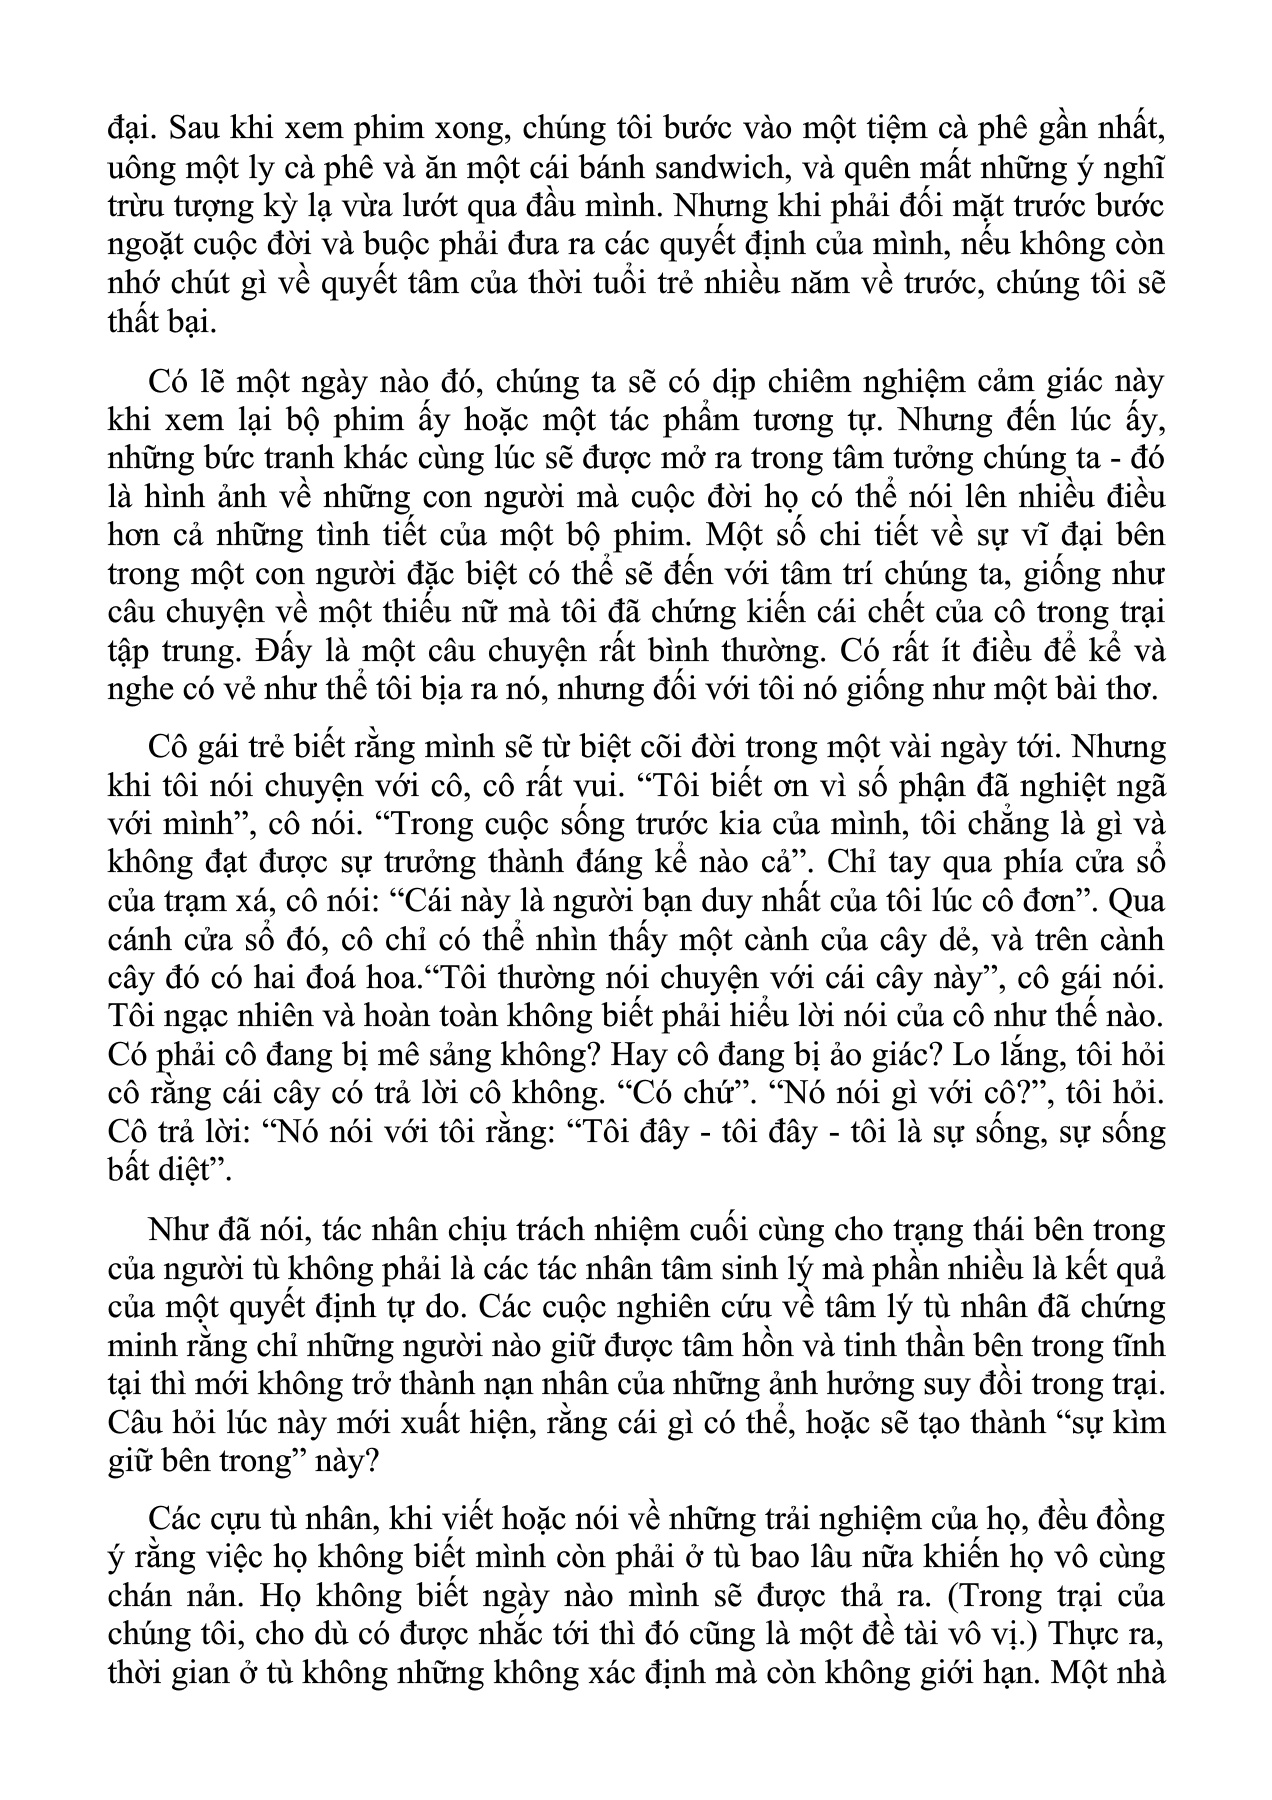 đại. Sau khi xem phim xong, chúng tôi bước vào một tiệm cà phê gần nhất,
uông một ly cà phê và ăn một cái bánh sandwich, và quên mất những ý nghĩ
trừu tượng kỳ lạ vừa lướt qua đầu mình. Nhưng khi phải đối mặt trước bước
ngoặt cuộc đời và buộc phải đưa ra các quyết định của mình, nếu không còn
nhớ chút gì về quyết tâm của thời tuổi trẻ nhiều năm về trước, chúng tôi sẽ
thất bại.
Có lẽ một ngày nào đó, chúng ta sẽ có dịp chiêm nghiệm cảm giác này
khi xem lại bộ phim ấy hoặc một tác phẩm tương tự. Nhưng đến lúc ấy,
những bức tranh khác cùng lúc sẽ được mở ra trong tâm tưởng chúng ta - đó
là hình ảnh về những con người mà cuộc đời họ có thể nói lên nhiều điều
hơn cả những tình tiết của một bộ phim. Một số chi tiết về sự vĩ đại bên
trong một con người đặc biệt có thể sẽ đến với tâm trí chúng ta, giống như
câu chuyện về một thiếu nữ mà tôi đã chứng kiến cái chết của cô trong trại
tập trung. Đấy là một câu chuyện rất bình thường. Có rất ít điều để kể và
nghe có vẻ như thể tôi bịa ra nó, nhưng đối với tôi nó giống như một bài thơ.
Cô gái trẻ biết rằng mình sẽ từ biệt cõi đời trong một vài ngày tới. Nhưng
khi tôi nói chuyện với cô, cô rất vui. “Tôi biết ơn vì số phận đã nghiệt ngã
với mình”, cô nói. “Trong cuộc sống trước kia của mình, tôi chẳng là gì và
không đạt được sự trưởng thành đáng kể nào cả”. Chỉ tay qua phía cửa sổ
của trạm xá, cô nói: “Cái này là người bạn duy nhất của tôi lúc cô đơn”. Qua
cánh cửa sổ đó, cô chỉ có thể nhìn thấy một cành của cây dẻ, và trên cành
cây đó có hai đoá hoa.“Tôi thường nói chuyện với cái cây này”, cô gái nói.
Tôi ngạc nhiên và hoàn toàn không biết phải hiểu lời nói của cô như thế nào.
Có phải cô đang bị mê sảng không? Hay cô đang bị ảo giác? Lo lắng, tôi hỏi
cô rằng cái cây có trả lời cô không. “Có chứ”. “Nó nói gì với cô?”, tôi hỏi.
Cô trả lời: “Nó nói với tôi rằng: “Tôi đây - tôi đây - tôi là sự sống, sự sống
bất diệt”.
Như đã nói, tác nhân chịu trách nhiệm cuối cùng cho trạng thái bên trong
của người tù không phải là các tác nhân tâm sinh lý mà phần nhiều là kết quả
của một quyết định tự do. Các cuộc nghiên cứu về tâm lý tù nhân đã chứng
minh rằng chỉ những người nào giữ được tâm hồn và tinh thần bên trong tĩnh
tại thì mới không trở thành nạn nhân của những ảnh hưởng suy đồi trong trại.
Câu hỏi lúc này mới xuất hiện, rằng cái gì có thể, hoặc sẽ tạo thành “sự kìm
giữ bên trong” này?
Các cựu tù nhân, khi viết hoặc nói về những trải nghiệm của họ, đều đồng
ý rằng việc họ không biết mình còn phải ở tù bao lâu nữa khiến họ vô cùng
chán nản. Họ không biết ngày nào mình sẽ được thả ra. (Trong trại của
chúng tôi, cho dù có được nhắc tới thì đó cũng là một đề tài vô vị.) Thực ra,
thời gian ở tù không những không xác định mà còn không giới hạn. Một nhà